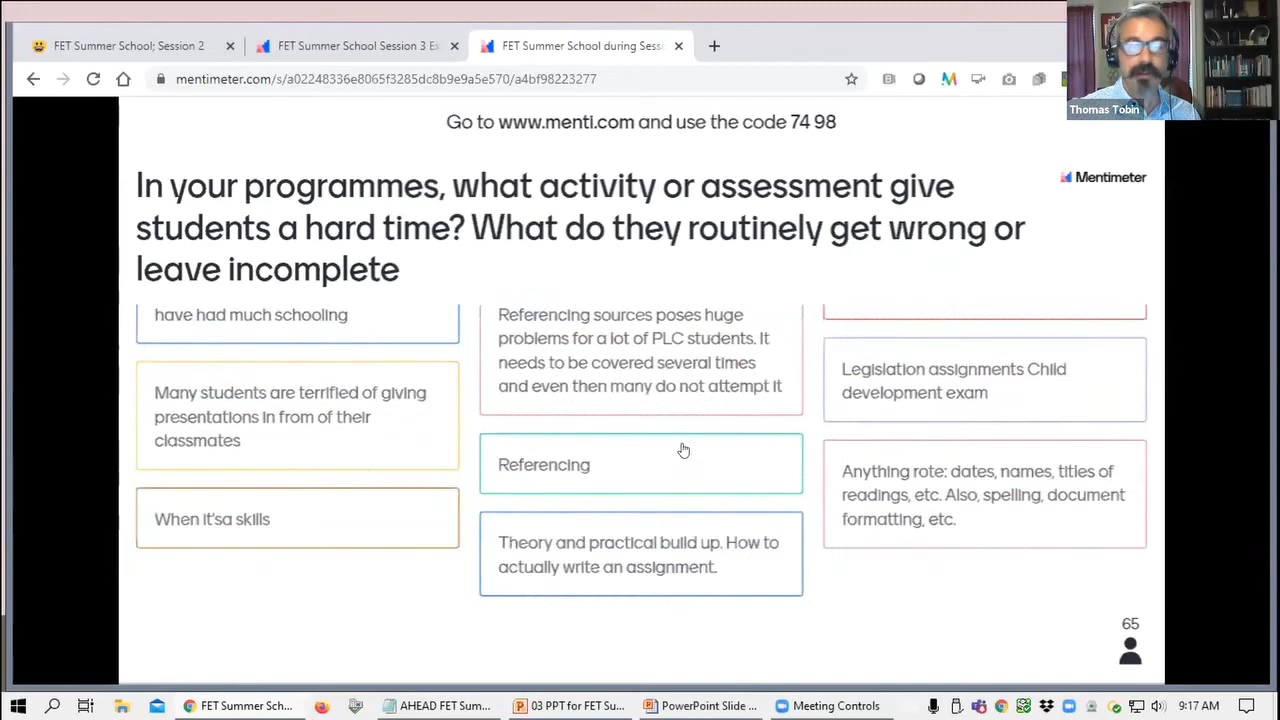 FET Summer School; Session 2
FET Summer School Session 3 Ex
FET Summer School during Sess
mentimeter.com/s/a02248336e8065f3285dc8b9e9a5e570/a4bf98223277
Thomas Tobin
Go to www.menti.com and use the code 74 98
Mentimeter
In your programmes, what activity or assessment give
students a hard time? What do they routinely get wrong or
leave incomplete
have had much schooling
Many students are terrified of giving
presentations in from of their
classmates
When it'sa skills
Referencing sources poses huge
problems for a lot of PLC students. It
needs to be covered several times
and even then many do not attempt it
Referencing
Theory and practical build up. How to
actually write an assignment.
Legislation assignments Child
development exam
Anything rote: dates, names, titles of
readings, etc. Also, spelling, document
formatting, etc.
65
FET Summer Sch...
AHEAD FET Sum...
03 PPT for FET Su...
PowerPoint Slide ...
Meeting Controls
9:17 AM